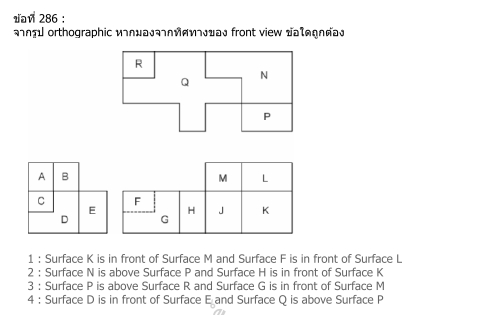 ข้อที่ 286 :
จากรูป orthographic หากมองจากทิศทางของ front view ข้อใดถูกต้อง
R
Q
N
P
A B
M L
C
D
E
F
G
H
J
K
1 : Surface K is in front of Surface M and Surface F is in front of Surface L
2 : Surface N is above Surface P and Surface H is in front of Surface K
3 : Surface P is above Surface R and Surface G is in front of Surface M
4 : Surface D is in front of Surface E and Surface Q is above Surface P